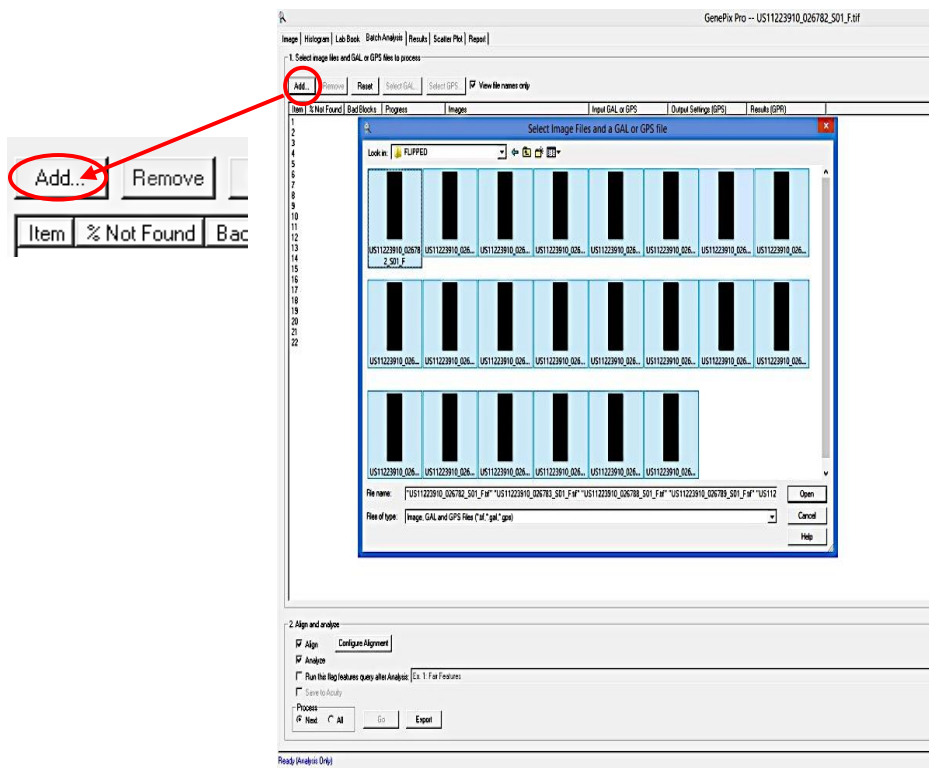 GenePix Pro -- US11223910_026782_S01_F.tif
Image Histogram Lab Book Batch Analysis Results Scatter Plot Report
1. Select image files and GAL or GPS files to process
Add... Remove Reset Select GAL... Select GPS... View file names only
Item % Not Found Bad Blocks Progress Images Input GAL or GPS Output Settings (GPS) Results (GPR)
1
2
3
4
5
6
7
8
9
10
11
12
13
14
15
16
17
18
19
20
21
22
Add... Remove
Item % Not Found Bac
Select Image Files and a GAL or GPS file
Look in: FLIPPED
US11223910_02678 US11223910_026... US11223910_026... US11223910_026... US11223910_026... US11223910_026... US11223910_026... US11223910_026...
2_S01_F
US11223910_026... US11223910_026... US11223910_026... US11223910_026... US11223910_026... US11223910_026... US11223910_026... US11223910_026...
US11223910_026... US11223910_026... US11223910_026... US11223910_026... US11223910_026... US11223910_026...
File name: "US11223910_026782_S01_F.tif" "US11223910_026783_S01_F.tif" "US11223910_026788_S01_F.tif" "US11223910_026789_S01_F.tif" "US112 Open
Files of type: Image, GAL and GPS Files (*.tif,*.gal,*.gps) Cancel
Help
2. Align and analyze
Align Configure Alignment
Analyze
Run this flag features query after Analysis: Ex. 1: Fair Features
Save to Acuity
Process
Next All Go Export
Ready (Analysis Only)